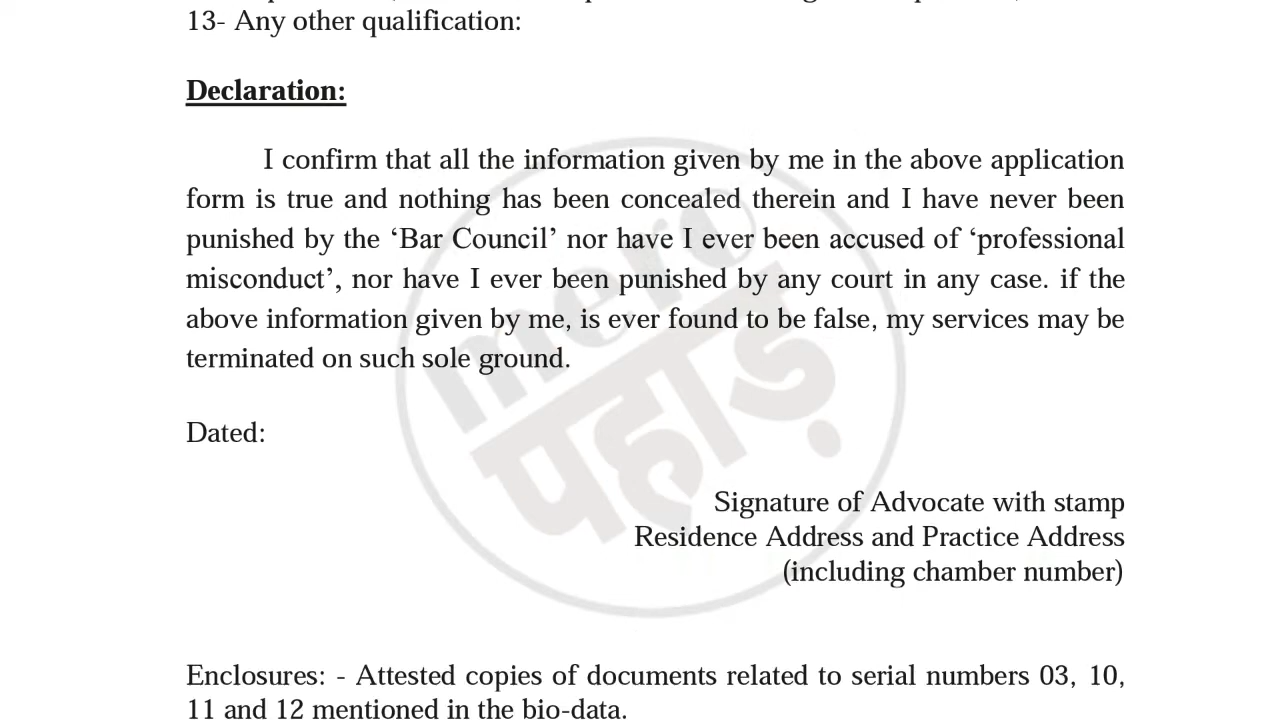 13- Any other qualification:
Declaration:
I confirm that all the information given by me in the above application
form is true and nothing has been concealed therein and I have never been
punished by the ‘Bar Council’ nor have I ever been accused of ‘professional
misconduct’, nor have I ever been punished by any court in any case. if the
above information given by me, is ever found to be false, my services may be
terminated on such sole ground.
mero
पहाड़
Dated:
Signature of Advocate with stamp
Residence Address and Practice Address
(including chamber number)
Enclosures: - Attested copies of documents related to serial numbers 03, 10,
11 and 12 mentioned in the bio-data.